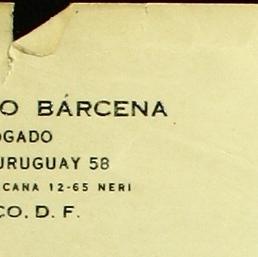 O BÁRCENA
OGADO
URUGUAY 58
CANA 12-65 NERI
CO, D. F.